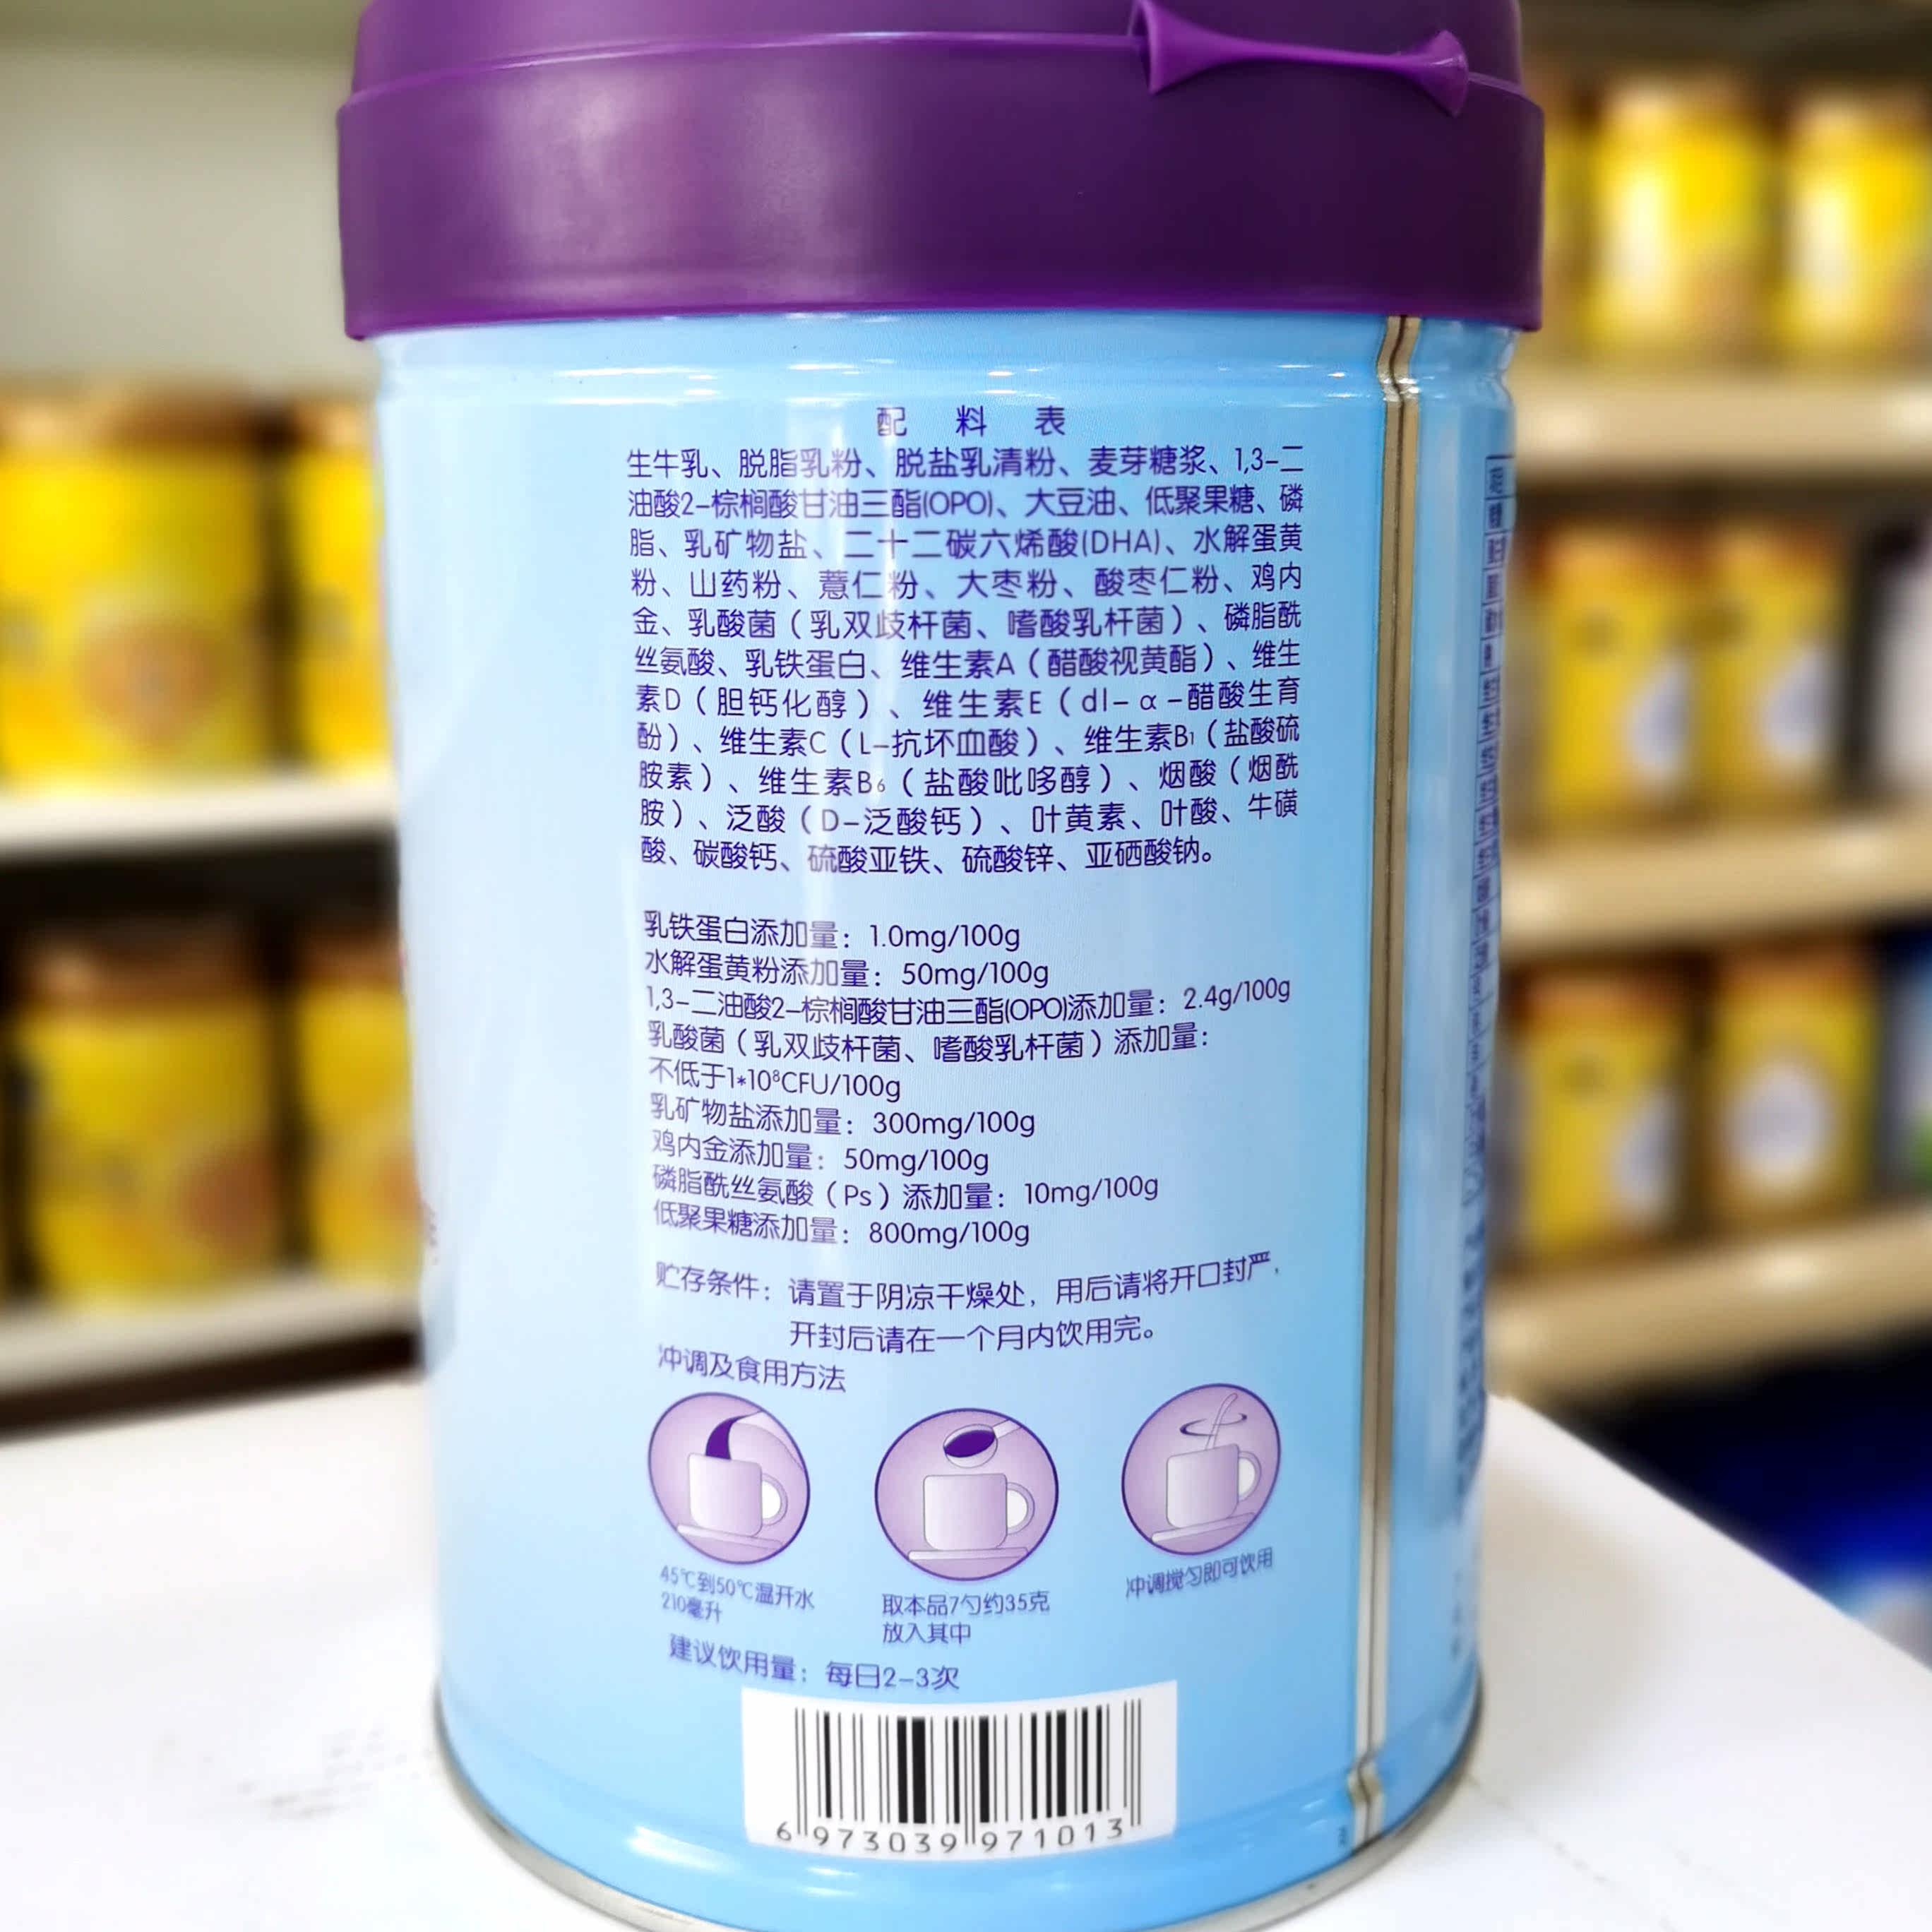 配 料 表
生牛乳、脱脂乳粉、脱盐乳清粉、麦芽糖浆、1,3-二
油酸2-棕榈酸甘油三酯(OPO)、大豆油、低聚果糖、磷
脂、乳矿物盐、二十二碳六烯酸(DHA)、水解蛋黄
粉、山药粉、薏仁粉、大枣粉、酸枣仁粉、鸡内
金、乳酸菌（乳双歧杆菌、嗜酸乳杆菌）、磷脂酰
丝氨酸、乳铁蛋白、维生素A（醋酸视黄酯）、维生
素D（胆钙化醇）、维生素E（dl-α-醋酸生育
酚）、维生素C（L-抗坏血酸）、维生素B₁（盐酸硫
胺素）、维生素B₆（盐酸吡哆醇）、烟酸（烟酰
胺）、泛酸（D-泛酸钙）、叶黄素、叶酸、牛磺
酸、碳酸钙、硫酸亚铁、硫酸锌、亚硒酸钠。
乳铁蛋白添加量：1.0mg/100g
水解蛋黄粉添加量：50mg/100g
1,3-二油酸2-棕榈酸甘油三酯(OPO)添加量：2.4g/100g
乳酸菌（乳双歧杆菌、嗜酸乳杆菌）添加量：
不低于1*10⁸CFU/100g
乳矿物盐添加量：300mg/100g
鸡内金添加量：50mg/100g
磷脂酰丝氨酸（Ps）添加量：10mg/100g
低聚果糖添加量：800mg/100g
贮存条件：请置于阴凉干燥处，用后请将开口封严，
开封后请在一个月内饮用完。
冲调及食用方法
45℃到50℃温开水
210毫升
取本品7勺约35克
放入其中
冲调搅匀即可饮用
建议饮用量：每日2-3次
6 973039 971013